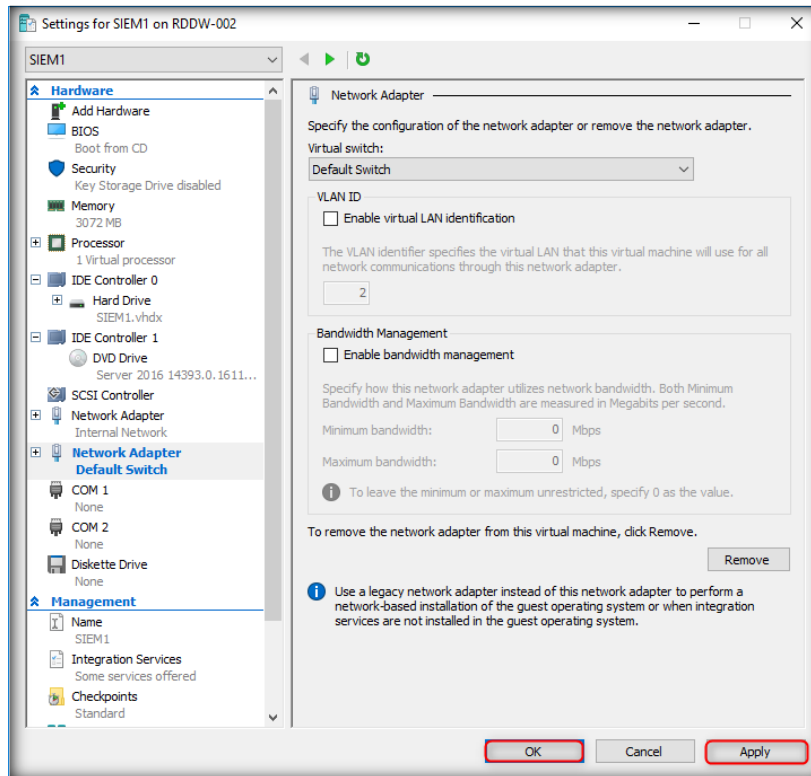 Settings for SIEM1 on RDDW-002
SIEM1
Hardware
Add Hardware
BIOS
Boot from CD
Security
Key Storage Drive disabled
Memory
3072 MB
Processor
1 Virtual processor
IDE Controller 0
Hard Drive
SIEM1.vhdx
IDE Controller 1
DVD Drive
Server 2016 14393.0.1611...
SCSI Controller
Network Adapter
Internal Network
Network Adapter
Default Switch
COM 1
None
COM 2
None
Diskette Drive
None
Management
Name
SIEM1
Integration Services
Some services offered
Checkpoints
Standard
Network Adapter
Specify the configuration of the network adapter or remove the network adapter.
Virtual switch:
Default Switch
VLAN ID
Enable virtual LAN identification
The VLAN identifier specifies the virtual LAN that this virtual machine will use for all
network communications through this network adapter.
2
Bandwidth Management
Enable bandwidth management
Specify how this network adapter utilizes network bandwidth. Both Minimum
Bandwidth and Maximum Bandwidth are measured in Megabits per second.
Minimum bandwidth: 0 Mbps
Maximum bandwidth: 0 Mbps
To leave the minimum or maximum unrestricted, specify 0 as the value.
To remove the network adapter from this virtual machine, click Remove.
Remove
Use a legacy network adapter instead of this network adapter to perform a
network-based installation of the guest operating system or when integration
services are not installed in the guest operating system.
OK Cancel Apply